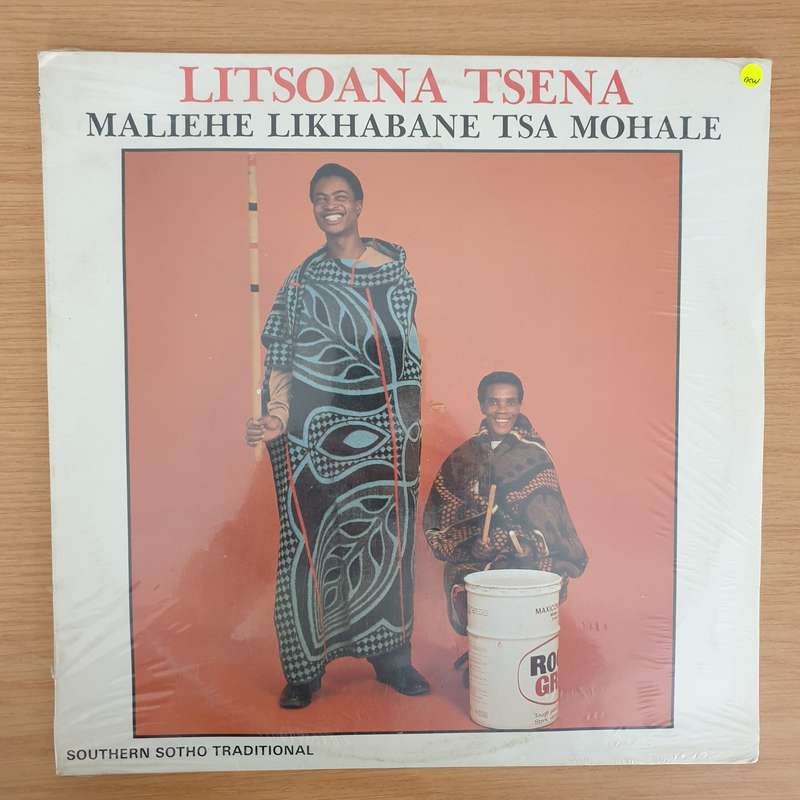 LITSOANA TSENA
MALIEHE LIKHABANE TSA MOHALE
SOUTHERN SOTHO TRADITIONAL